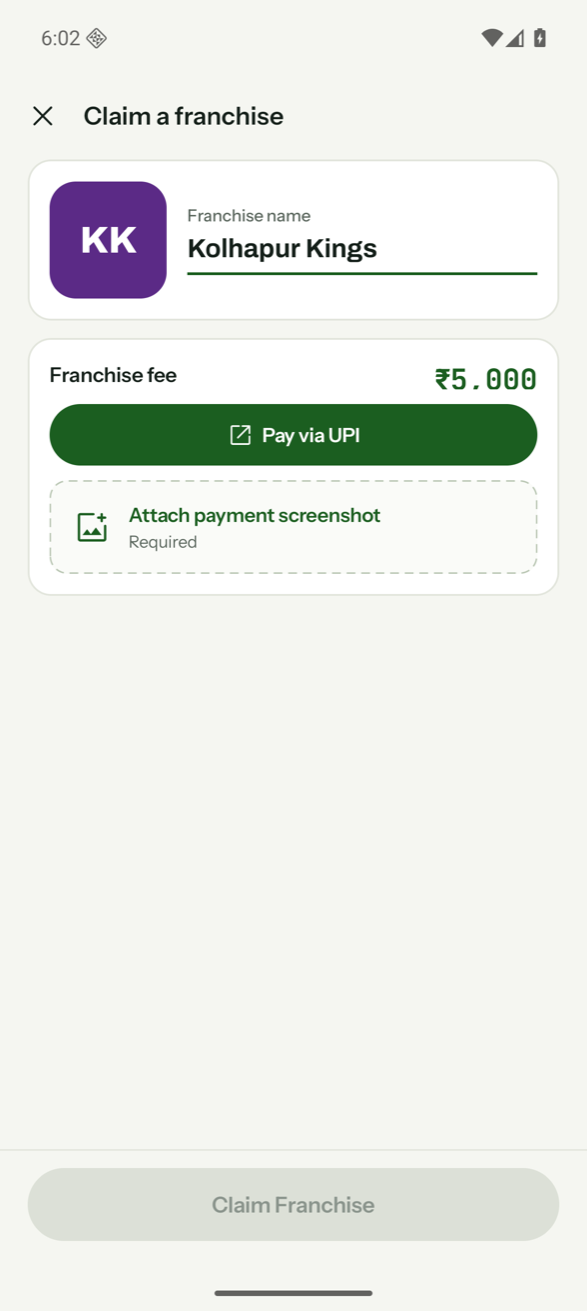 6:02
Claim a franchise
KK
Franchise name
Kolhapur Kings
Franchise fee
₹5,000
Pay via UPI
Attach payment screenshot
Required
Claim Franchise